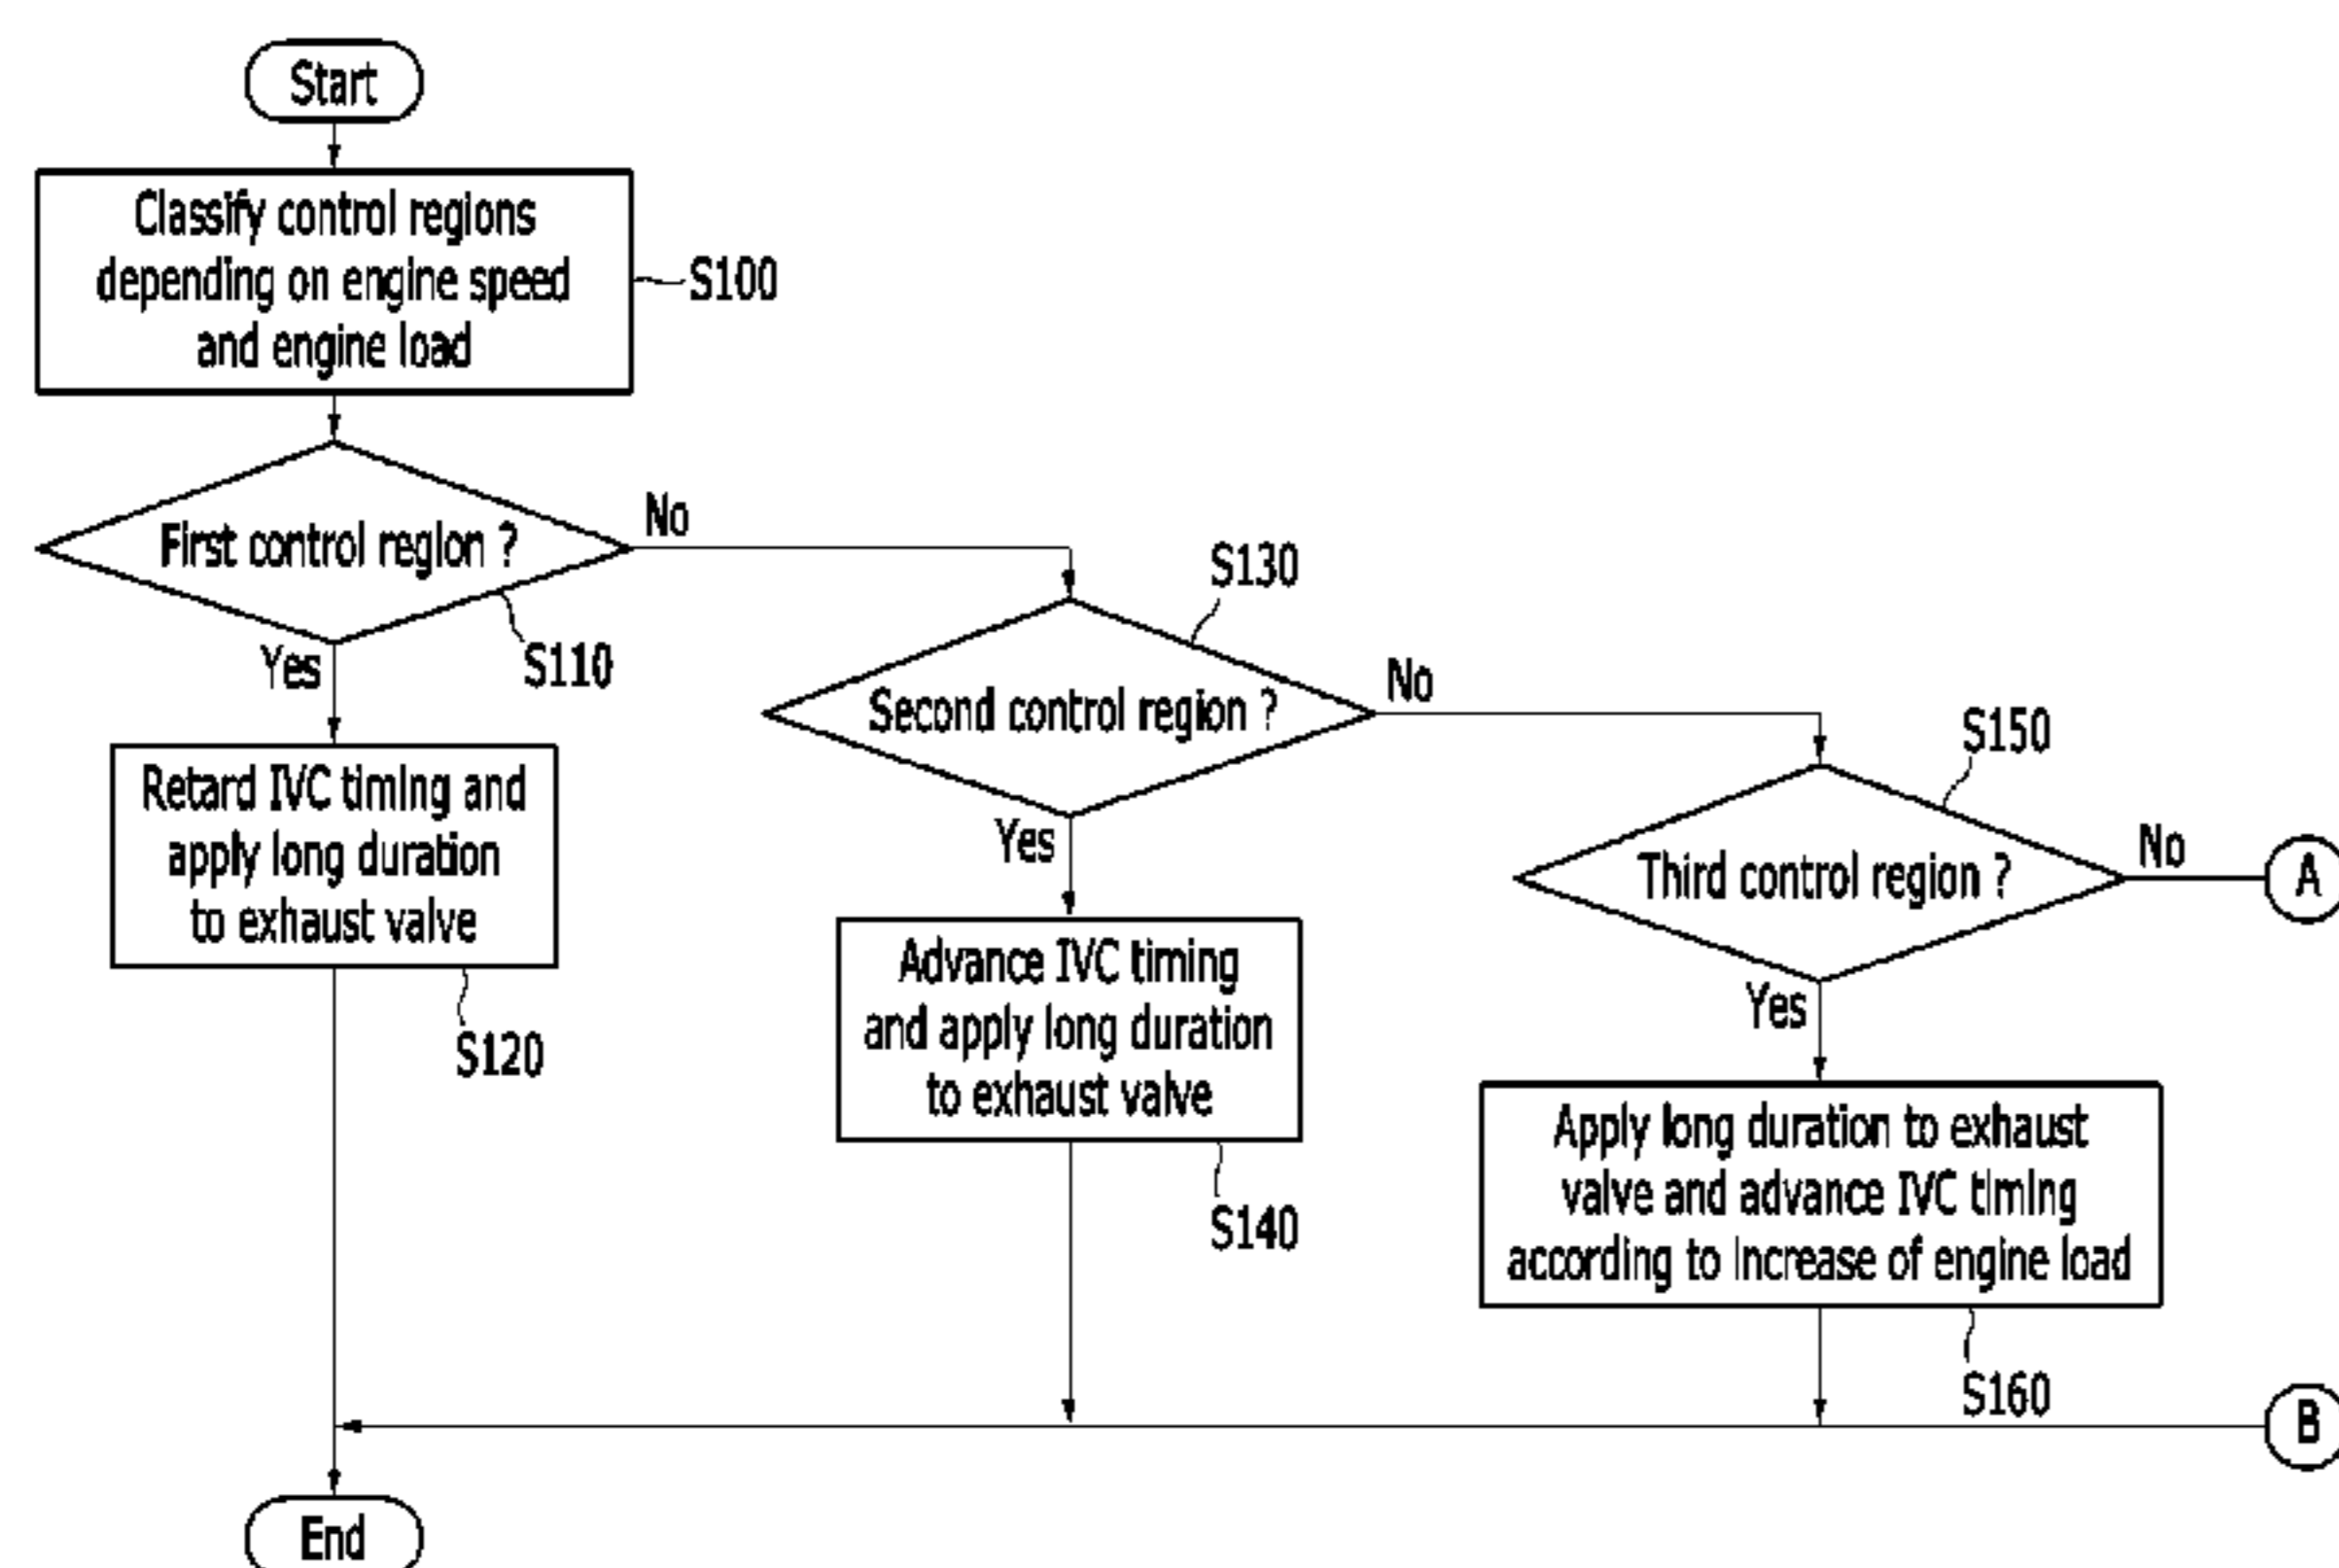 Start
Classify control regions
depending on engine speed
and engine load
S100
First control region ?
No
Yes
S110
Retard IVC timing and
apply long duration
to exhaust valve
S120
S130
Second control region ?
No
Yes
Advance IVC timing
and apply long duration
to exhaust valve
S140
S150
Third control region ?
No
A
Yes
Apply long duration to exhaust
valve and advance IVC timing
according to increase of engine load
S160
B
End